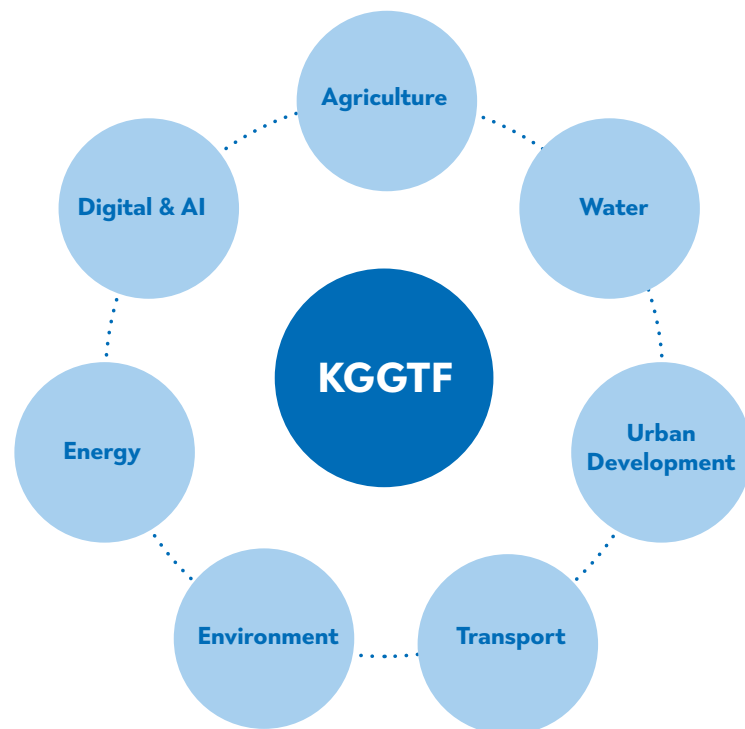 Agriculture
Digital & AI
Water
KGGTF
Energy
Urban
Development
Environment
Transport